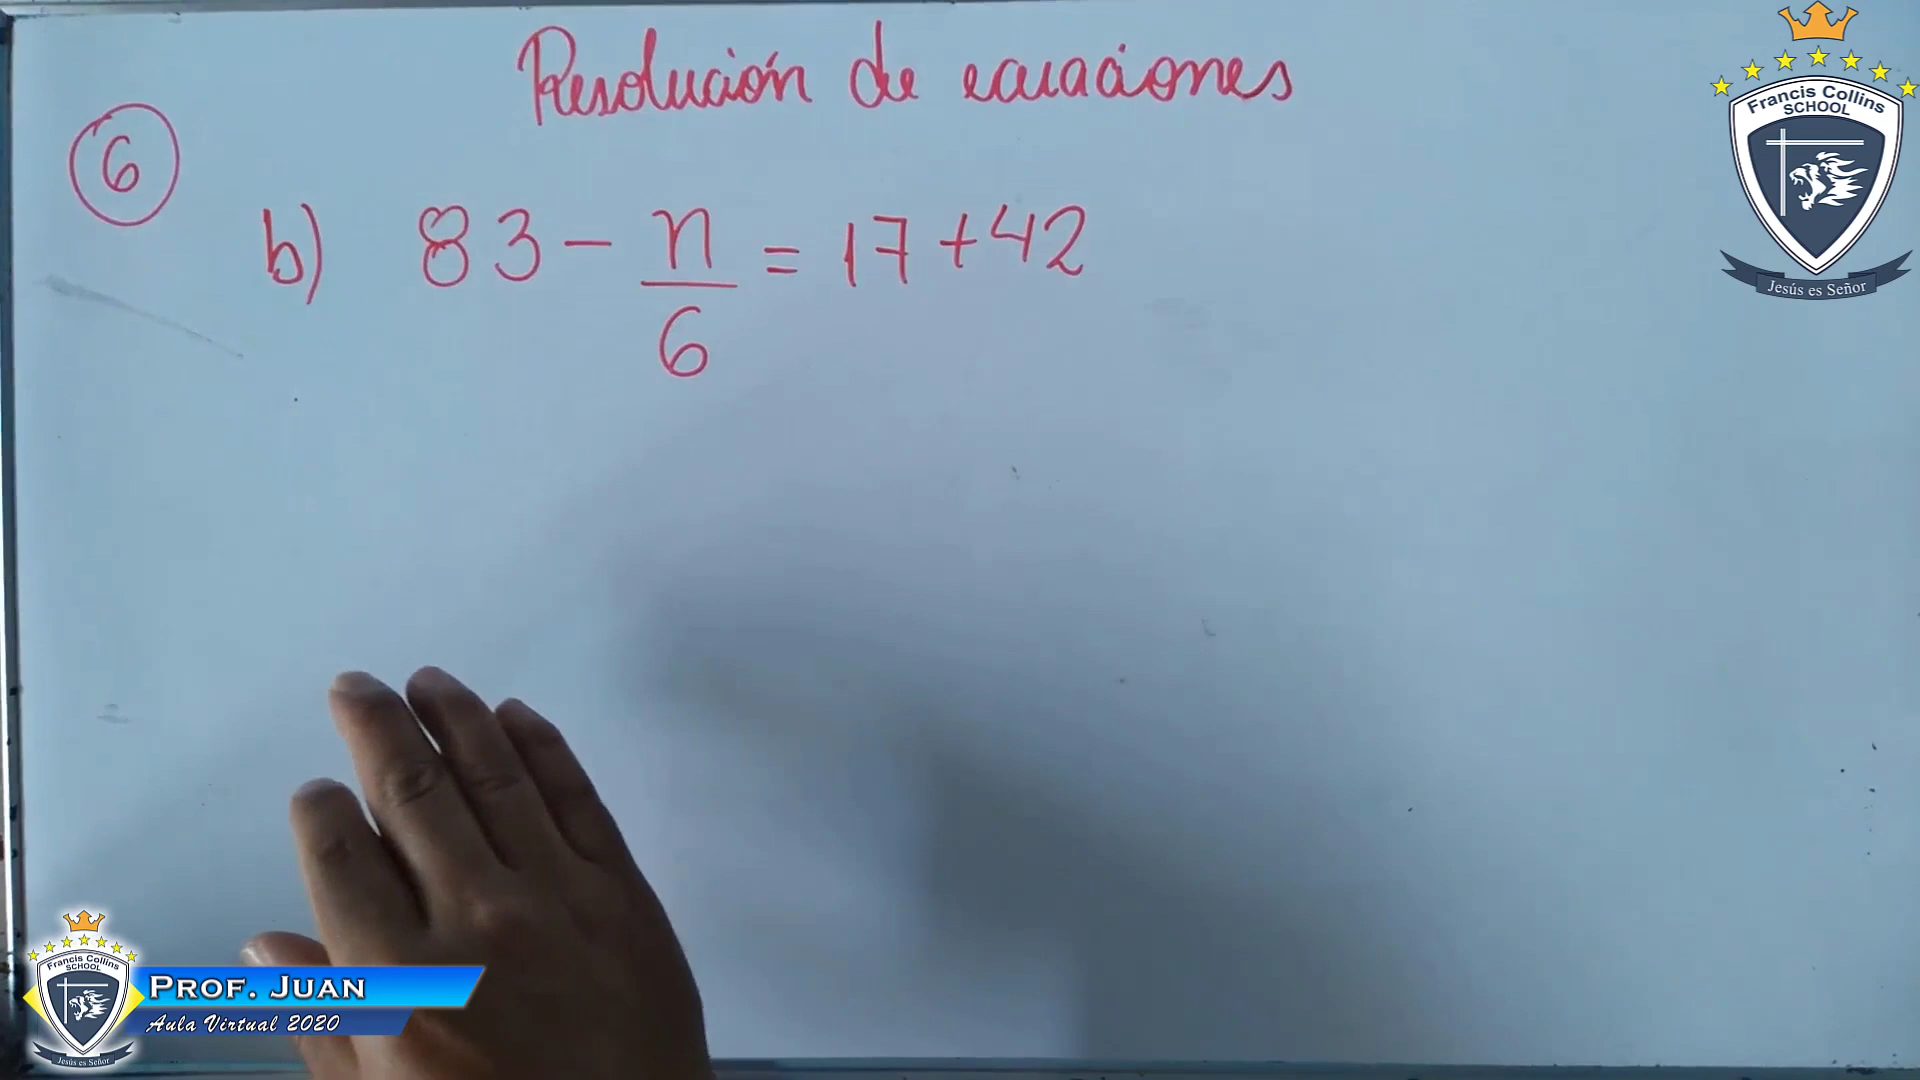 Resolución de ecuaciones
6
b) 83 - n/6 = 17 + 42
Francis Collins
SCHOOL
Jesús es Señor
Francis Collins
SCHOOL
Jesús es Señor
PROF. JUAN
Aula Virtual 2020